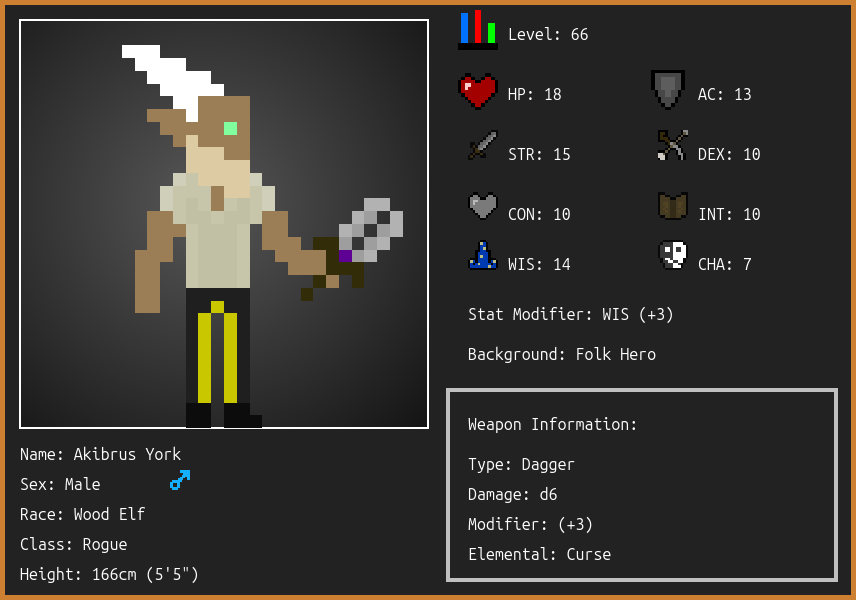 Level: 66
HP: 18
AC: 13
STR: 15
DEX: 10
CON: 10
INT: 10
WIS: 14
CHA: 7
Stat Modifier: WIS (+3)
Background: Folk Hero
Weapon Information:
Type: Dagger
Damage: d6
Modifier: (+3)
Elemental: Curse
Name: Akibrus York
Sex: Male
Race: Wood Elf
Class: Rogue
Height: 166cm (5'5")